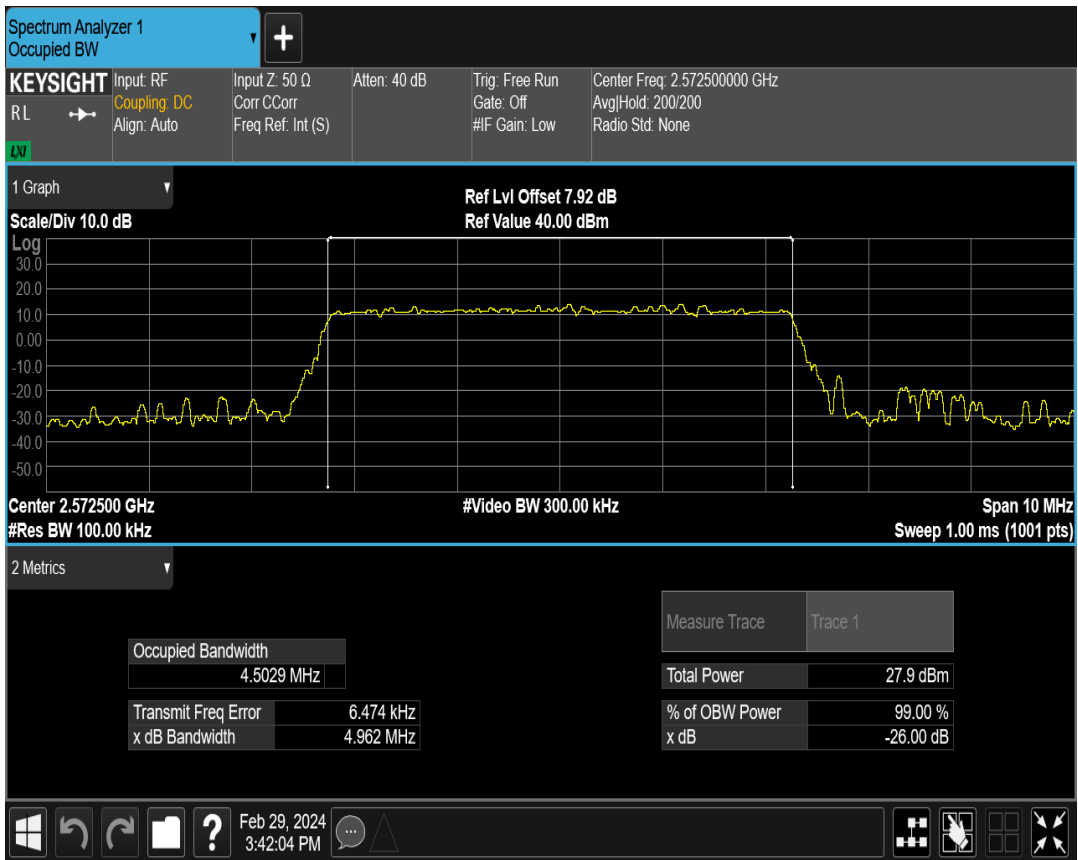 Spectrum Analyzer 1
Occupied BW
KEYSIGHT
R L
LXI
Input: RF
Coupling: DC
Align: Auto
Input Z: 50 Ω
Corr CCorr
Freq Ref: Int (S)
Atten: 40 dB
Trig: Free Run
Gate: Off
#IF Gain: Low
Center Freq: 2.572500000 GHz
Avg|Hold: 200/200
Radio Std: None
1 Graph
Scale/Div 10.0 dB
Ref Lvl Offset 7.92 dB
Ref Value 40.00 dBm
Log
30.0
20.0
10.0
0.00
-10.0
-20.0
-30.0
-40.0
-50.0
Center 2.572500 GHz
#Res BW 100.00 kHz
#Video BW 300.00 kHz
Span 10 MHz
Sweep 1.00 ms (1001 pts)
2 Metrics
Occupied Bandwidth
4.5029 MHz
Transmit Freq Error 6.474 kHz
x dB Bandwidth 4.962 MHz
Measure Trace Trace 1
Total Power 27.9 dBm
% of OBW Power 99.00 %
x dB -26.00 dB
?
Feb 29, 2024
3:42:04 PM